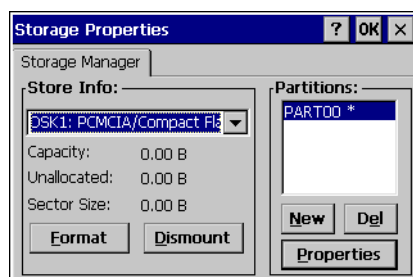 Storage Properties ? OK ×
Storage Manager
Store Info:
DSK1: PCMCIA/Compact Fla
Capacity: 0.00 B
Unallocated: 0.00 B
Sector Size: 0.00 B
Format Dismount
Partitions:
PART00 *
New Del
Properties